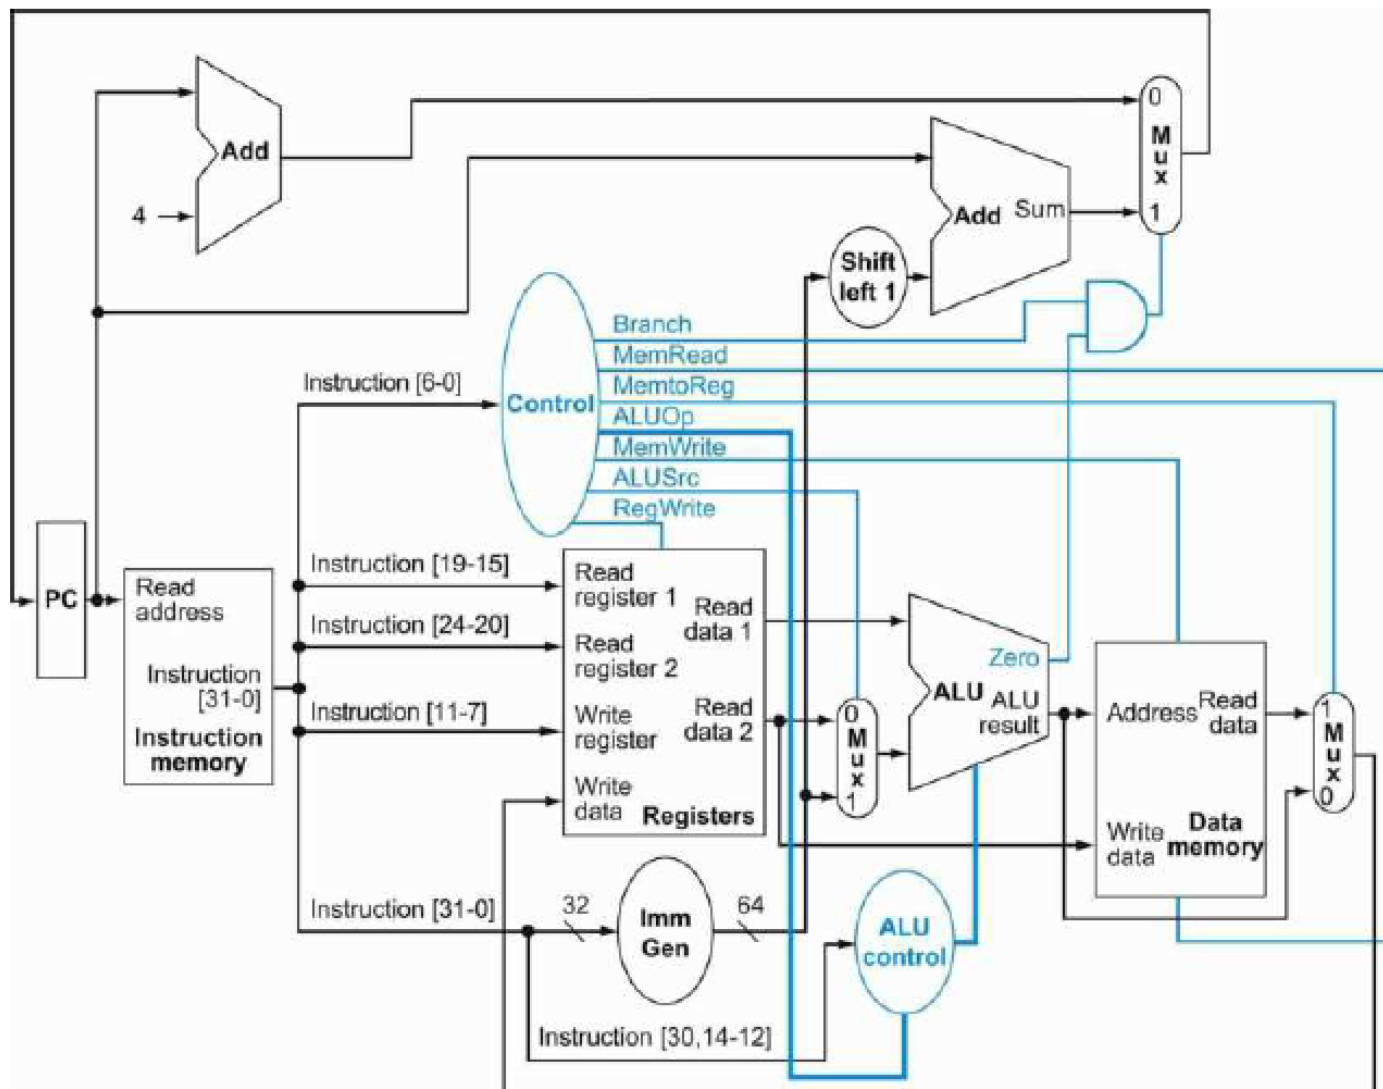 0
M
u
x
1
Add
4
Add Sum
Shift
left 1
Branch
MemRead
MemtoReg
ALUOp
MemWrite
ALUSrc
RegWrite
Instruction [6-0]
Control
PC
Read
address
Instruction
[31-0]
Instruction
memory
Instruction [19-15]
Instruction [24-20]
Instruction [11-7]
Instruction [31-0]
Read
register 1
Read
register 2
Write
register
Write
data
Read
data 1
Read
data 2
Registers
0
M
u
x
1
Zero
ALU
ALU
result
Address
Read
data
Write
data
Data
memory
1
M
u
x
0
32
Imm
Gen
64
ALU
control
Instruction [30,14-12]